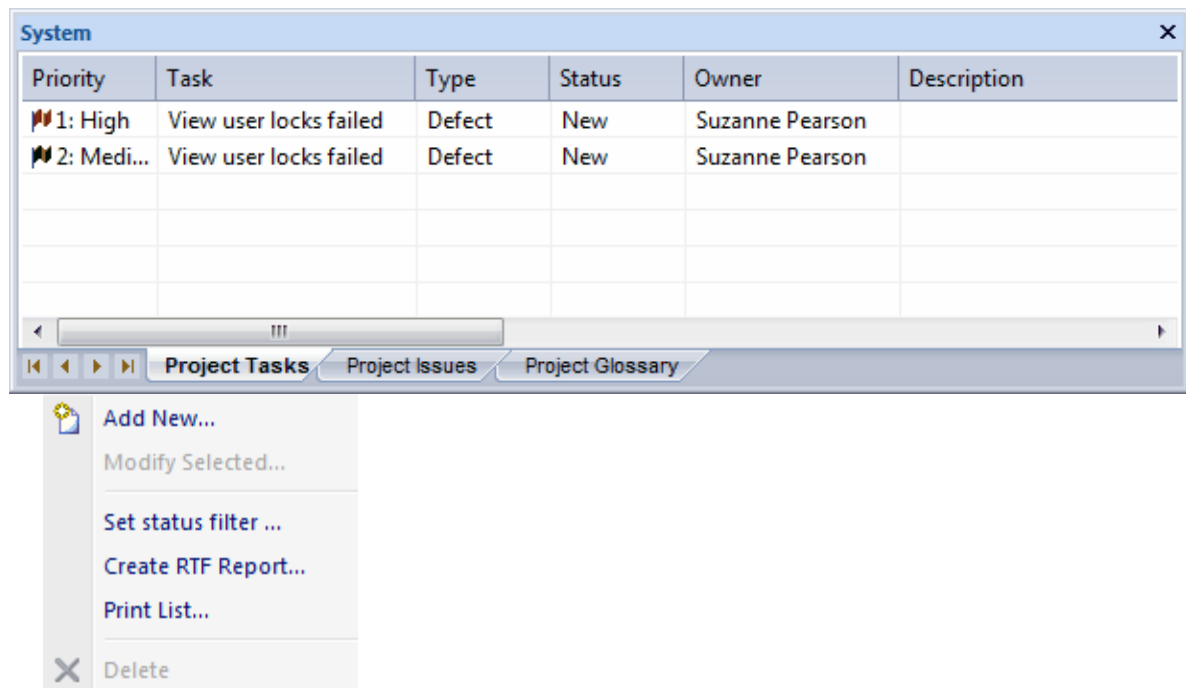 System
Priority Task Type Status Owner Description
1: High View user locks failed Defect New Suzanne Pearson
2: Medi... View user locks failed Defect New Suzanne Pearson
Project Tasks Project Issues Project Glossary
Add New...
Modify Selected...
Set status filter ...
Create RTF Report...
Print List...
Delete